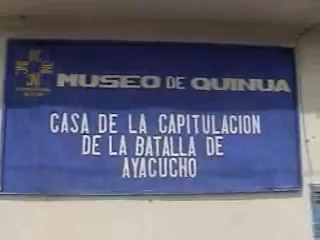 MUSEO DE QUINUA
CASA DE LA CAPITULACION
DE LA BATALLA DE
AYACUCHO